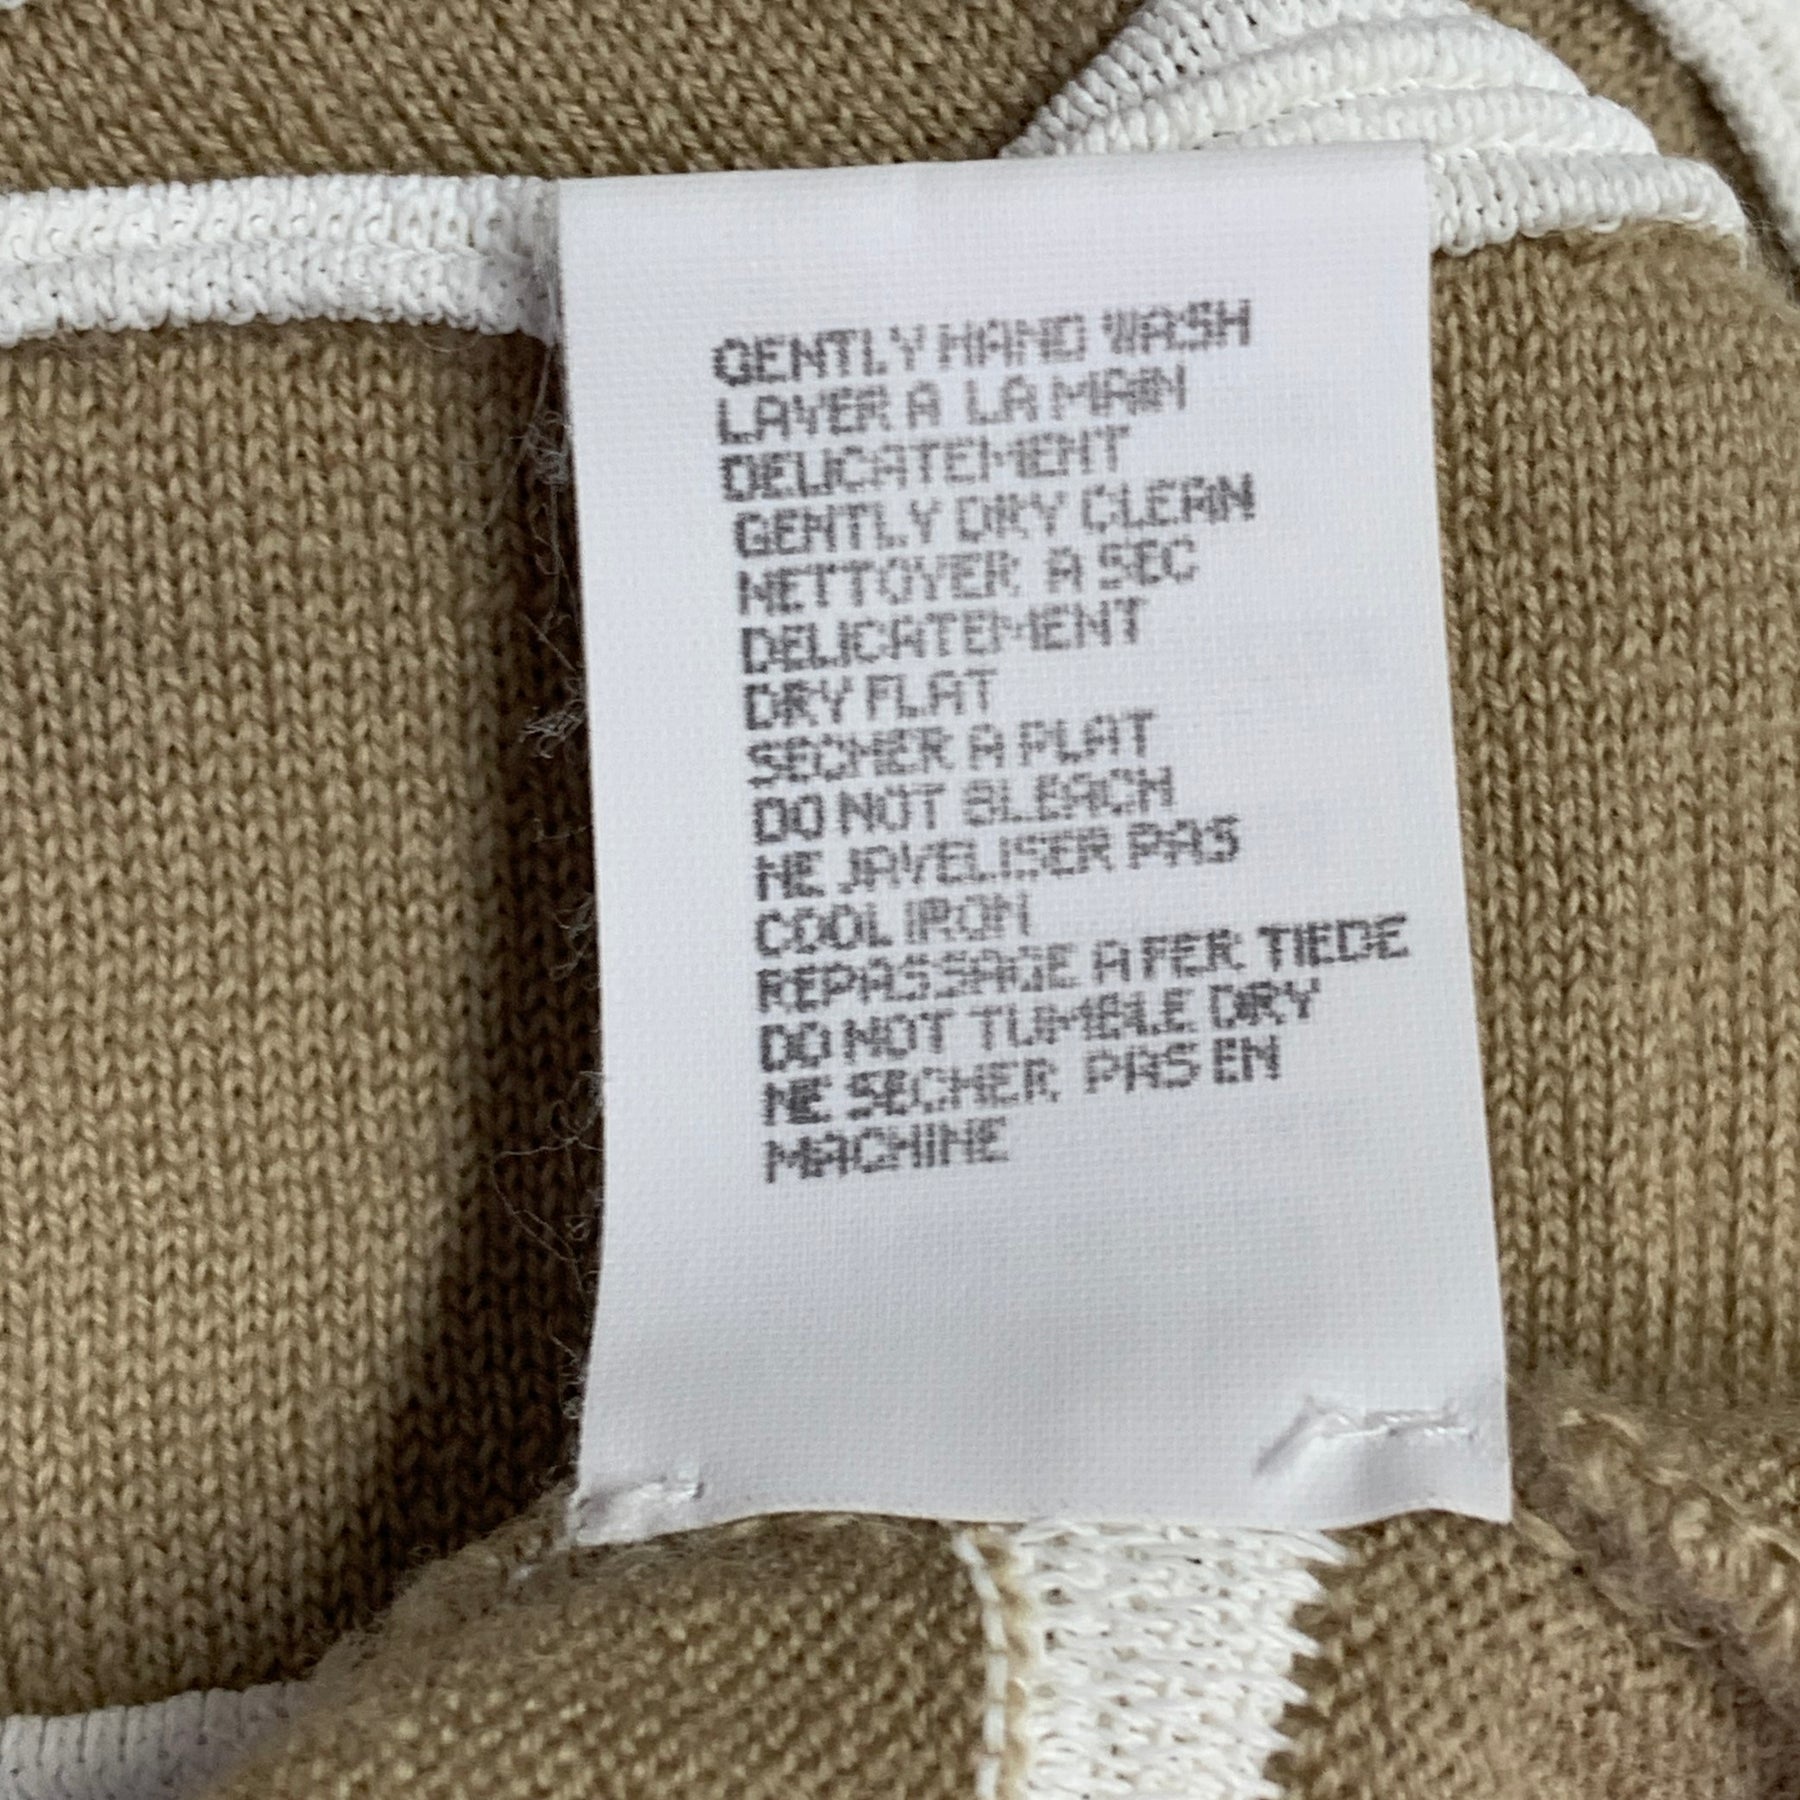 GENTLY HAND WASH
LAVER A LA MAIN
DELICATEMENT
GENTLY DRY CLEAN
NETTOYER A SEC
DELICATEMENT
DRY FLAT
SECHER A PLAT
DO NOT BLEACH
NE JAVELISER PAS
COOL IRON
REPASSAGE A FER TIEDE
DO NOT TUMBLE DRY
NE SECHER PAS EN
MACHINE